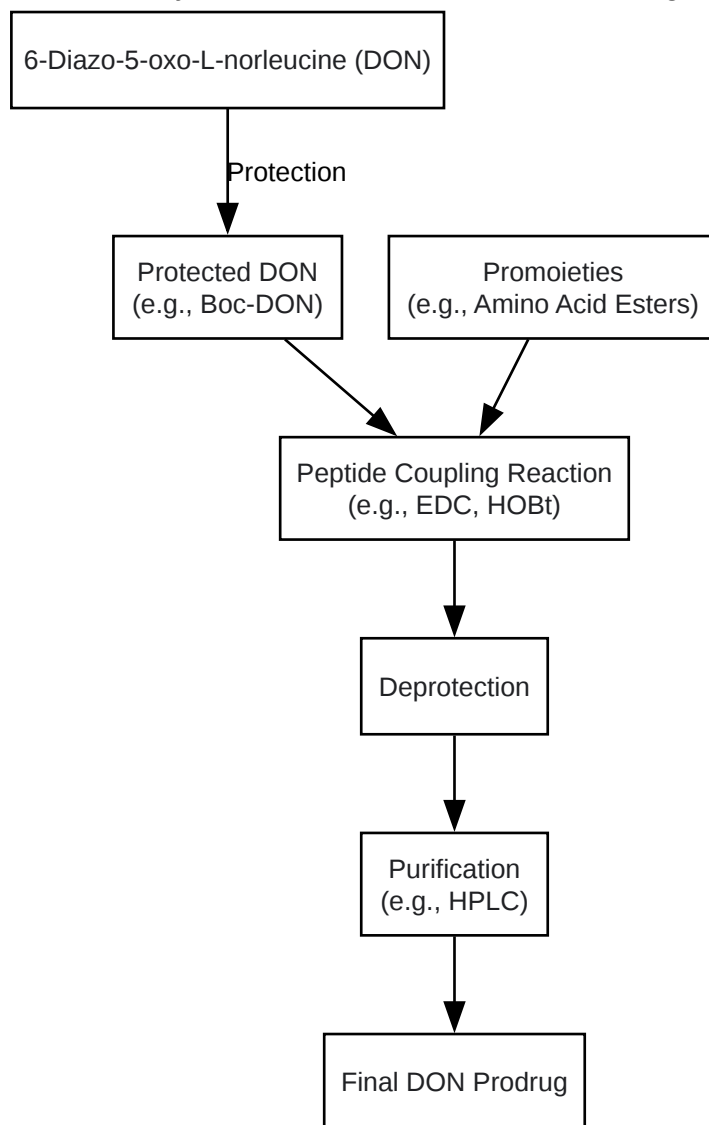 6-Diazo-5-oxo-L-norleucine (DON)
Protection
Protected DON
(e.g., Boc-DON)
Promoieties
(e.g., Amino Acid Esters)
Peptide Coupling Reaction
(e.g., EDC, HOBt)
Deprotection
Purification
(e.g., HPLC)
Final DON Prodrug